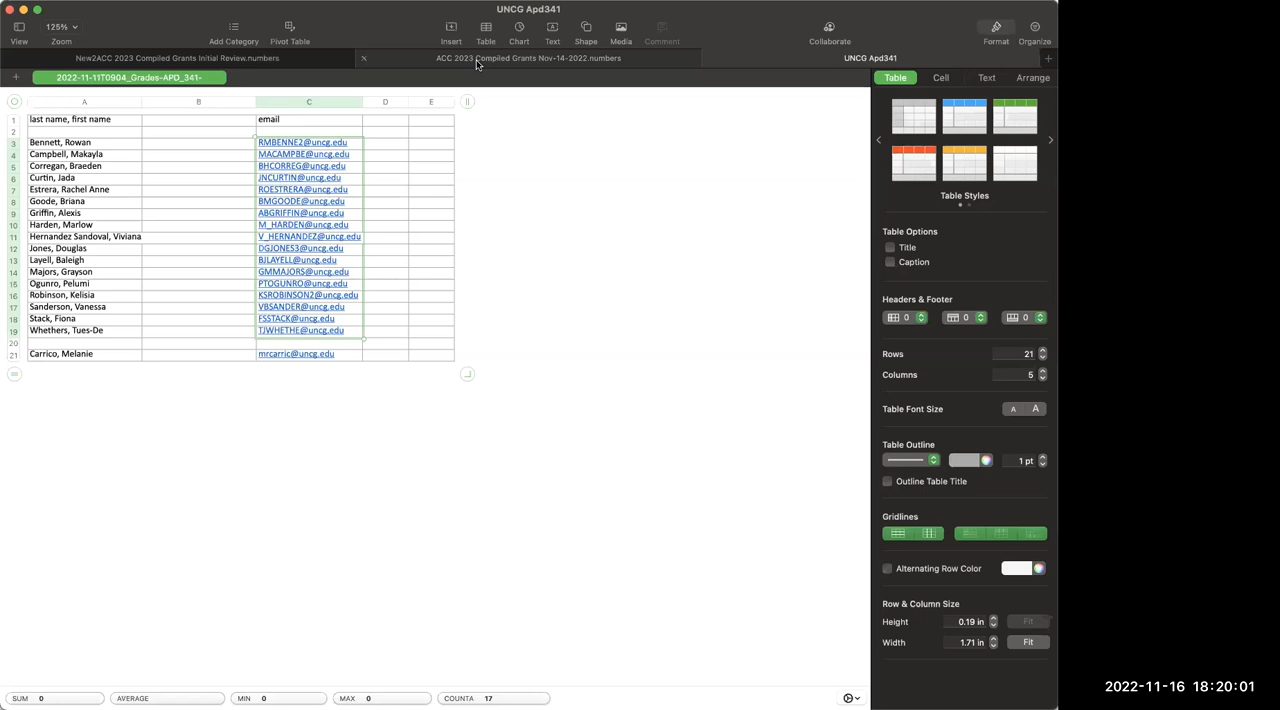 UNCG Apd341
125%
View
Zoom
Add Category
Pivot Table
Insert
Table
Chart
Text
Shape
Media
Comment
Collaborate
Format
Organize
New2ACC 2023 Compiled Grants Initial Review.numbers
ACC 2023 Compiled Grants Nov-14-2022.numbers
UNCG Apd341
2022-11-11T0904_Grades-APD_341-
Table
Cell
Text
Arrange
A B C D E
1 last name, first name email
2
3 Bennett, Rowan RMBENNE2@uncg.edu
4 Campbell, Makayla MACAMPBE@uncg.edu
5 Corregan, Braeden BHCORREG@uncg.edu
6 Curtin, Jada JNCURTIN@uncg.edu
7 Estrera, Rachel Anne ROESTRERA@uncg.edu
8 Goode, Briana BMGOODE@uncg.edu
9 Griffin, Alexis ABGRIFFIN@uncg.edu
10 Harden, Marlow M_HARDEN@uncg.edu
11 Hernandez Sandoval, Viviana V_HERNANDEZ@uncg.edu
12 Jones, Douglas DGJONES3@uncg.edu
13 Layell, Baleigh BJLAYELL@uncg.edu
14 Majors, Grayson GMMAJORS@uncg.edu
15 Ogunro, Pelumi PTOGUNRO@uncg.edu
16 Robinson, Kelisia KSROBINSON2@uncg.edu
17 Sanderson, Vanessa VBSANDER@uncg.edu
18 Stack, Fiona FSSTACK@uncg.edu
19 Whethers, Tues-De TJWHETHE@uncg.edu
20
21 Carrico, Melanie mrcarric@uncg.edu
Table Styles
Table Options
Title
Caption
Headers & Footer
0 0 0
Rows 21
Columns 5
Table Font Size A A
Table Outline
1 pt
Outline Table Title
Gridlines
Alternating Row Color
Row & Column Size
Height 0.19 in Fit
Width 1.71 in Fit
SUM 0
AVERAGE
MIN 0
MAX 0
COUNTA 17
2022-11-16 18:20:01